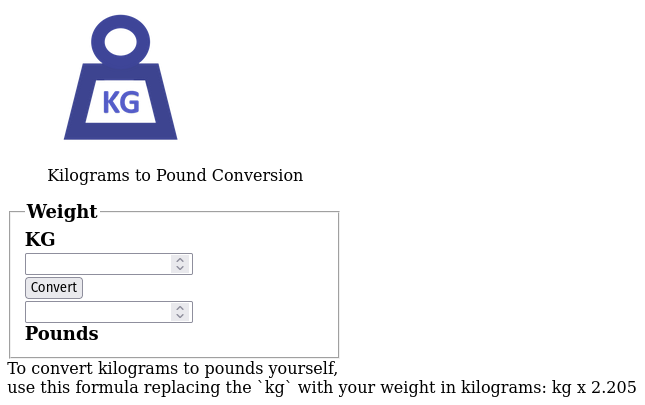 KG
Kilograms to Pound Conversion
Weight
KG
Convert
Pounds
To convert kilograms to pounds yourself,
use this formula replacing the `kg` with your weight in kilograms: kg x 2.205